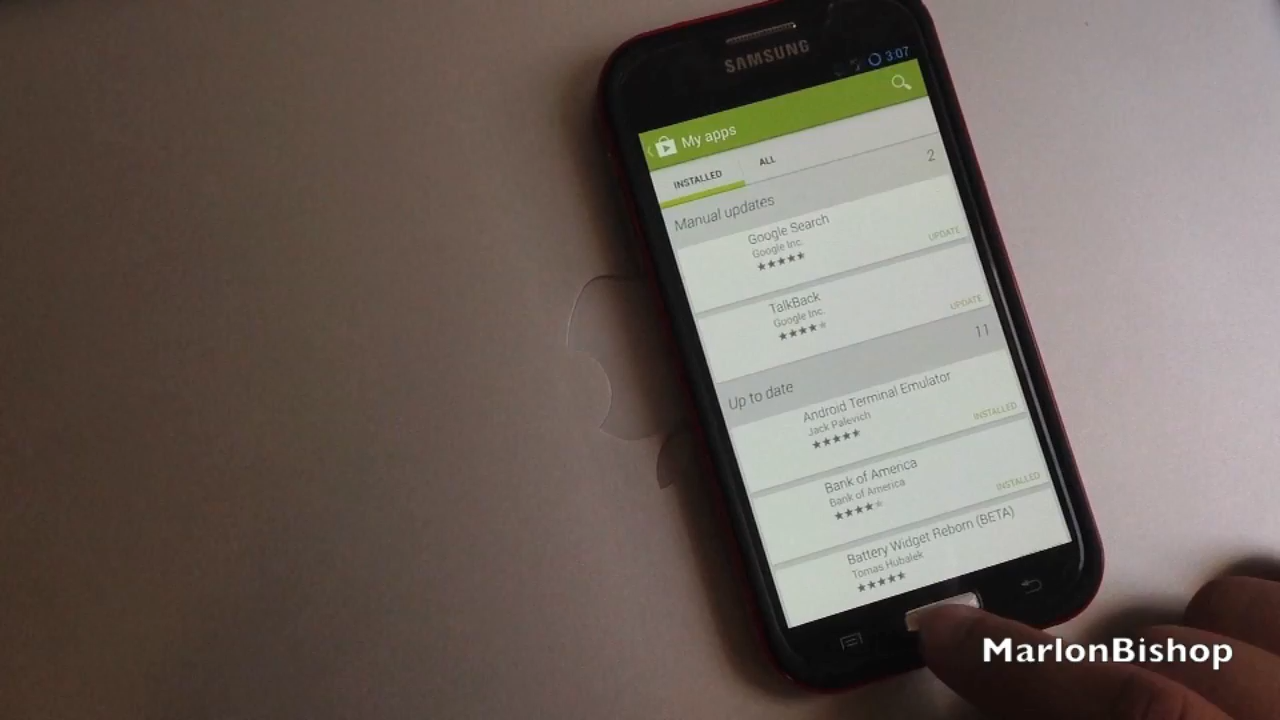 SAMSUNG
3:07
My apps
INSTALLED ALL
Manual updates 2
Google Search
Google Inc.
UPDATE
TalkBack
Google Inc.
UPDATE
Up to date 11
Android Terminal Emulator
Jack Palevich
INSTALLED
Bank of America
Bank of America
INSTALLED
Battery Widget Reborn (BETA)
Tomas Hubalek
MarlonBishop